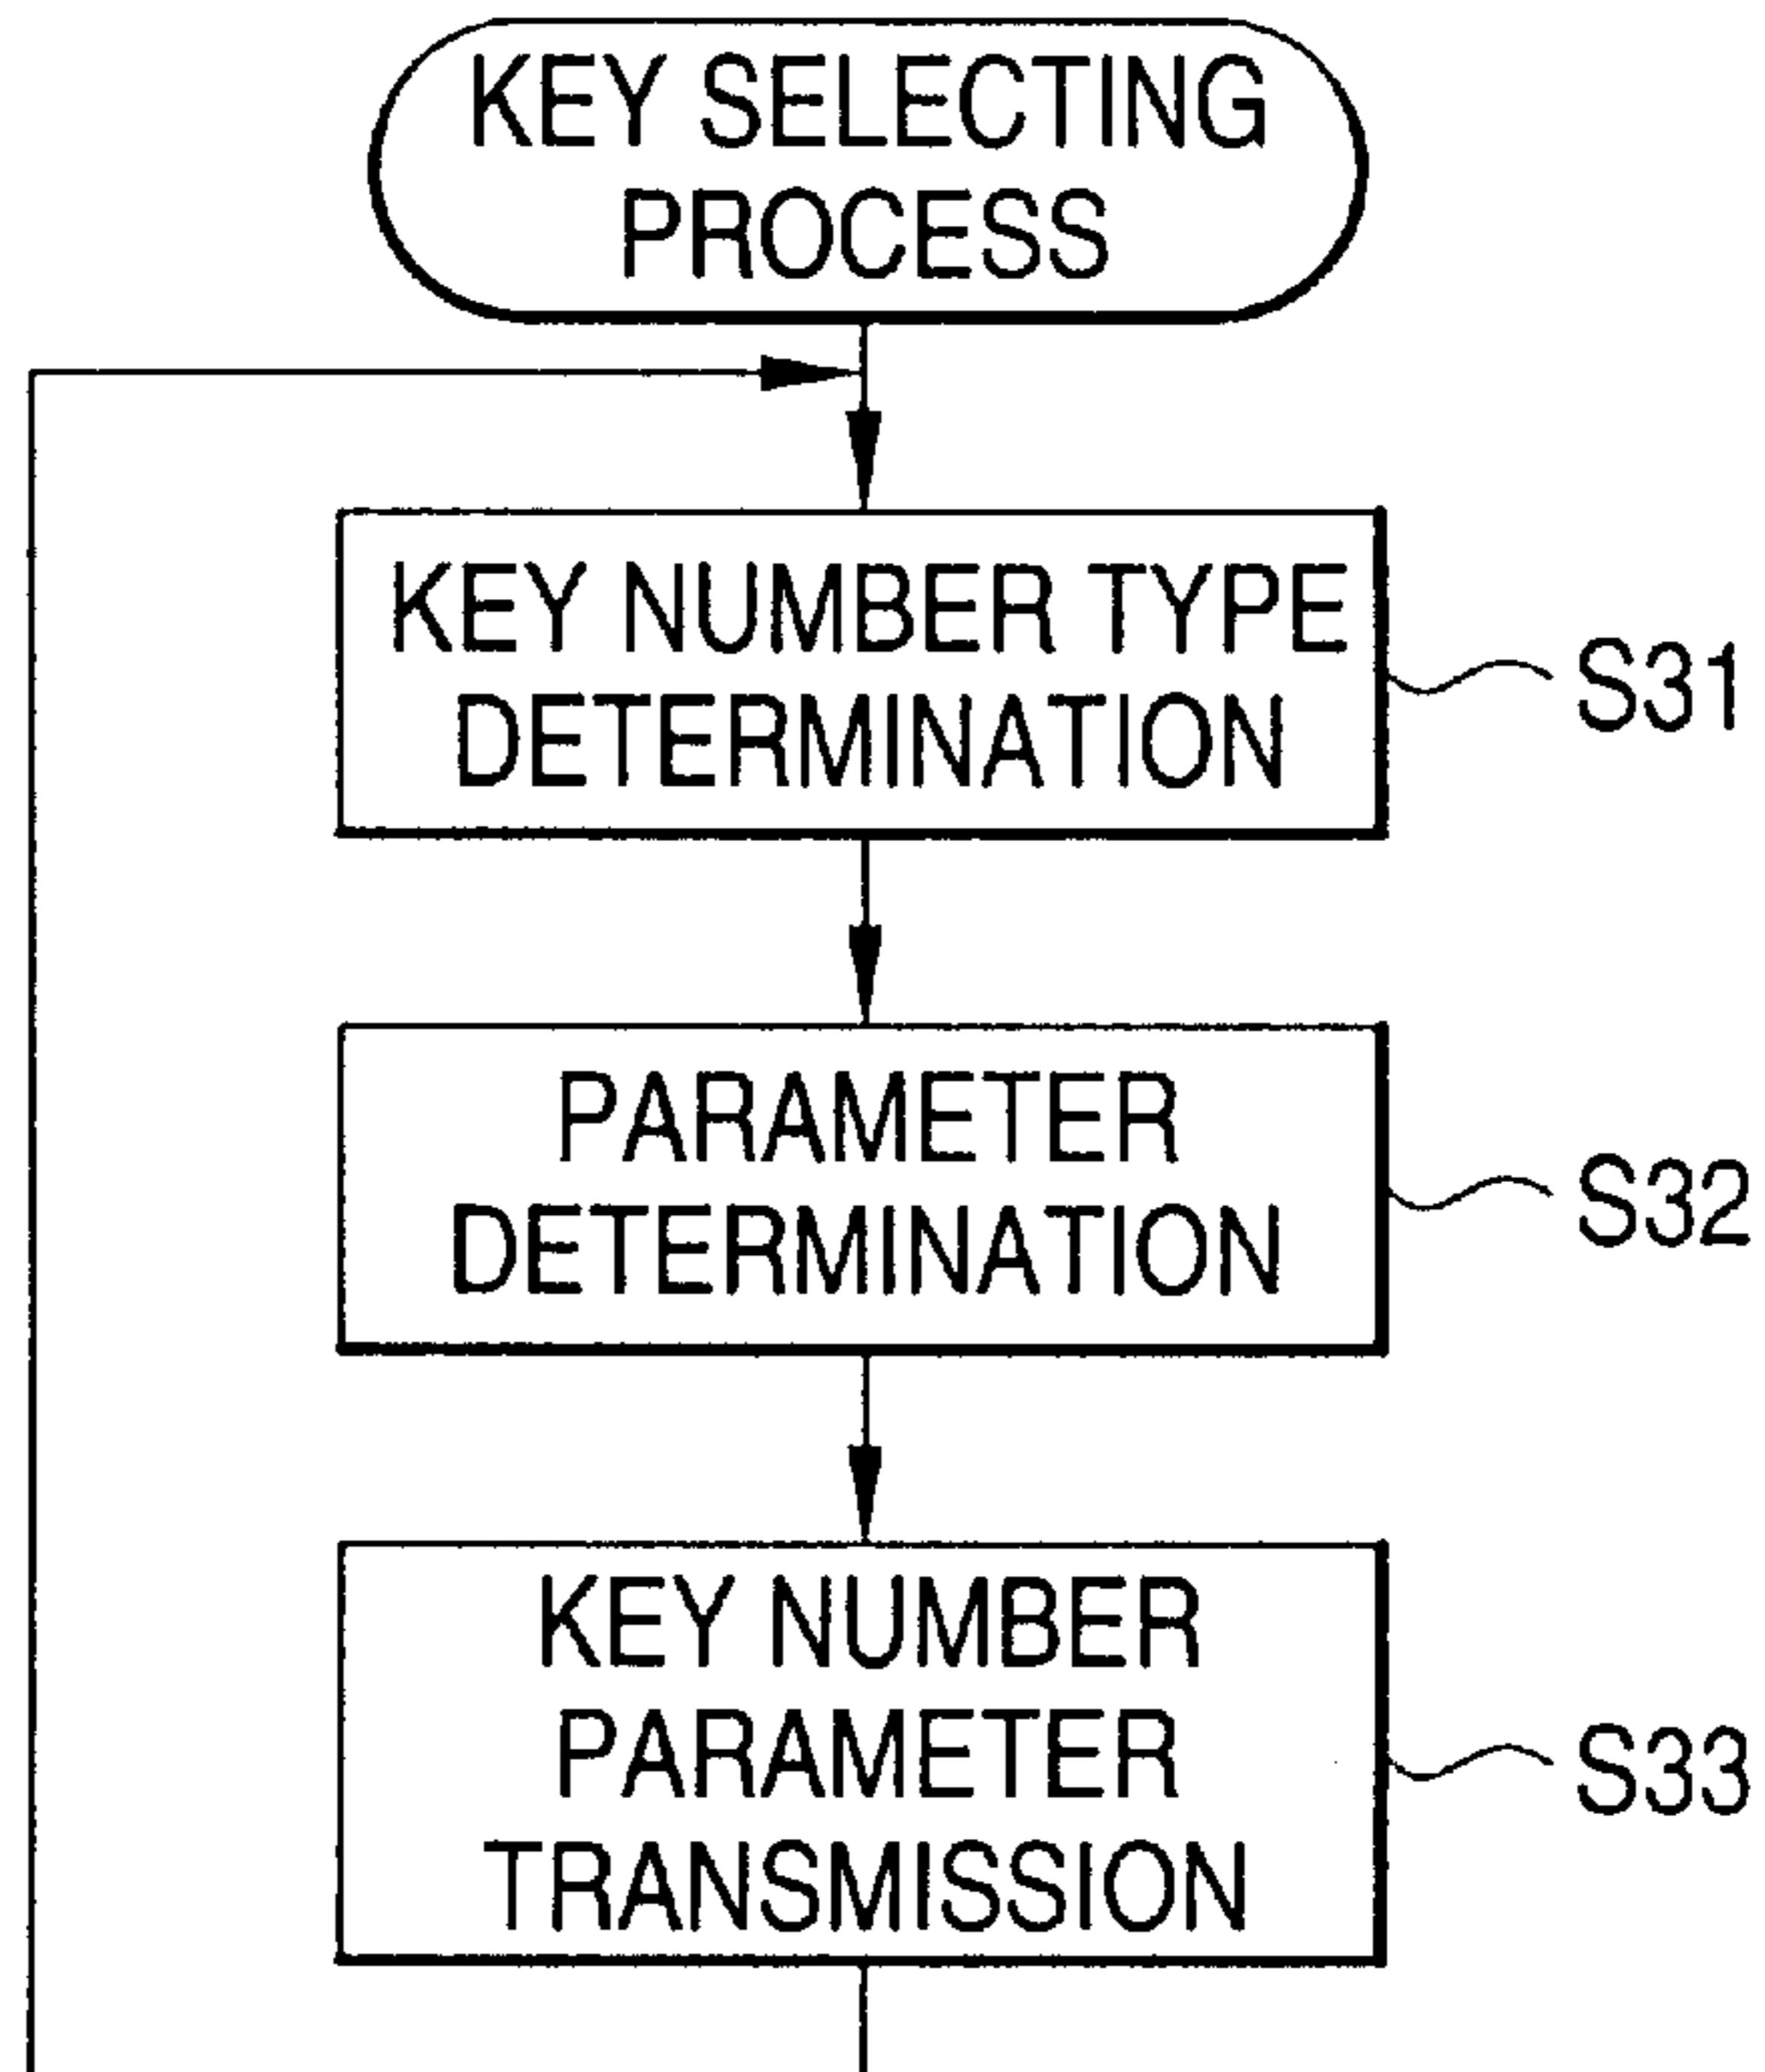 KEY SELECTING
PROCESS
KEY NUMBER TYPE
DETERMINATION
S31
PARAMETER
DETERMINATION
S32
KEY NUMBER
PARAMETER
TRANSMISSION
S33